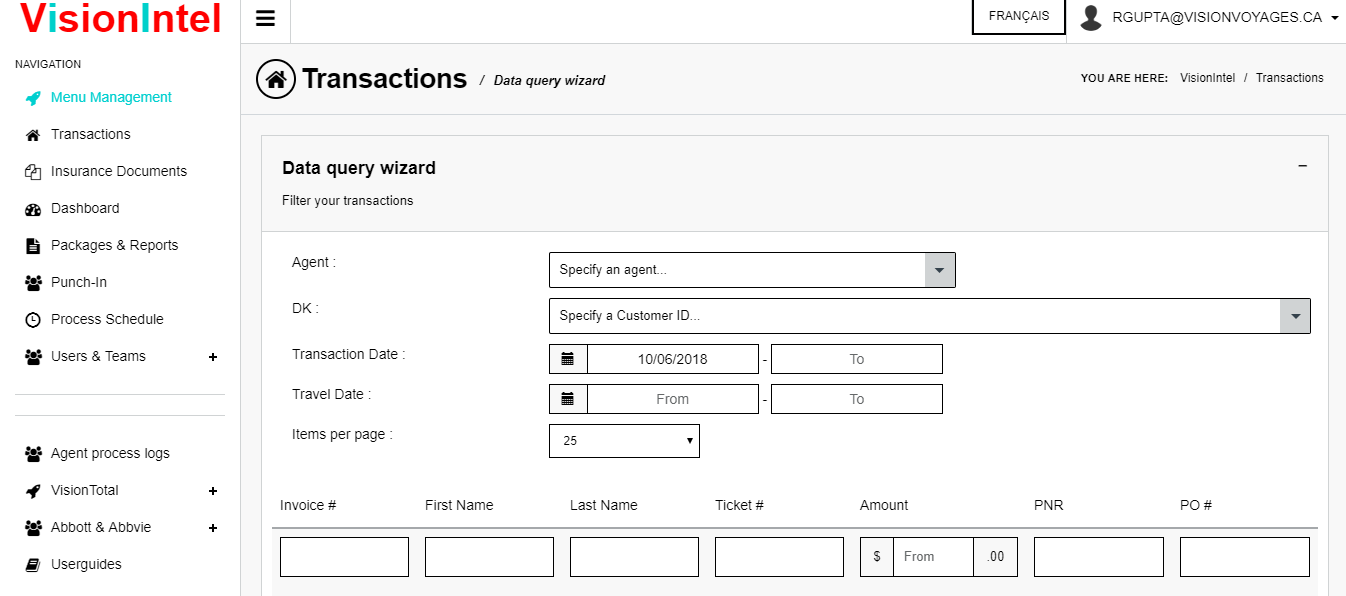 VisionIntel
FRANÇAIS
RGUPTA@VISIONVOYAGES.CA
NAVIGATION
Menu Management
Transactions
Insurance Documents
Dashboard
Packages & Reports
Punch-In
Process Schedule
Users & Teams +
Agent process logs
VisionTotal +
Abbott & Abbvie +
Userguides
Transactions / Data query wizard
YOU ARE HERE: VisionIntel / Transactions
Data query wizard −
Filter your transactions
Agent : Specify an agent...
DK : Specify a Customer ID...
Transaction Date : 10/06/2018 - To
Travel Date : From - To
Items per page : 25
Invoice # First Name Last Name Ticket # Amount PNR PO #
$ From .00